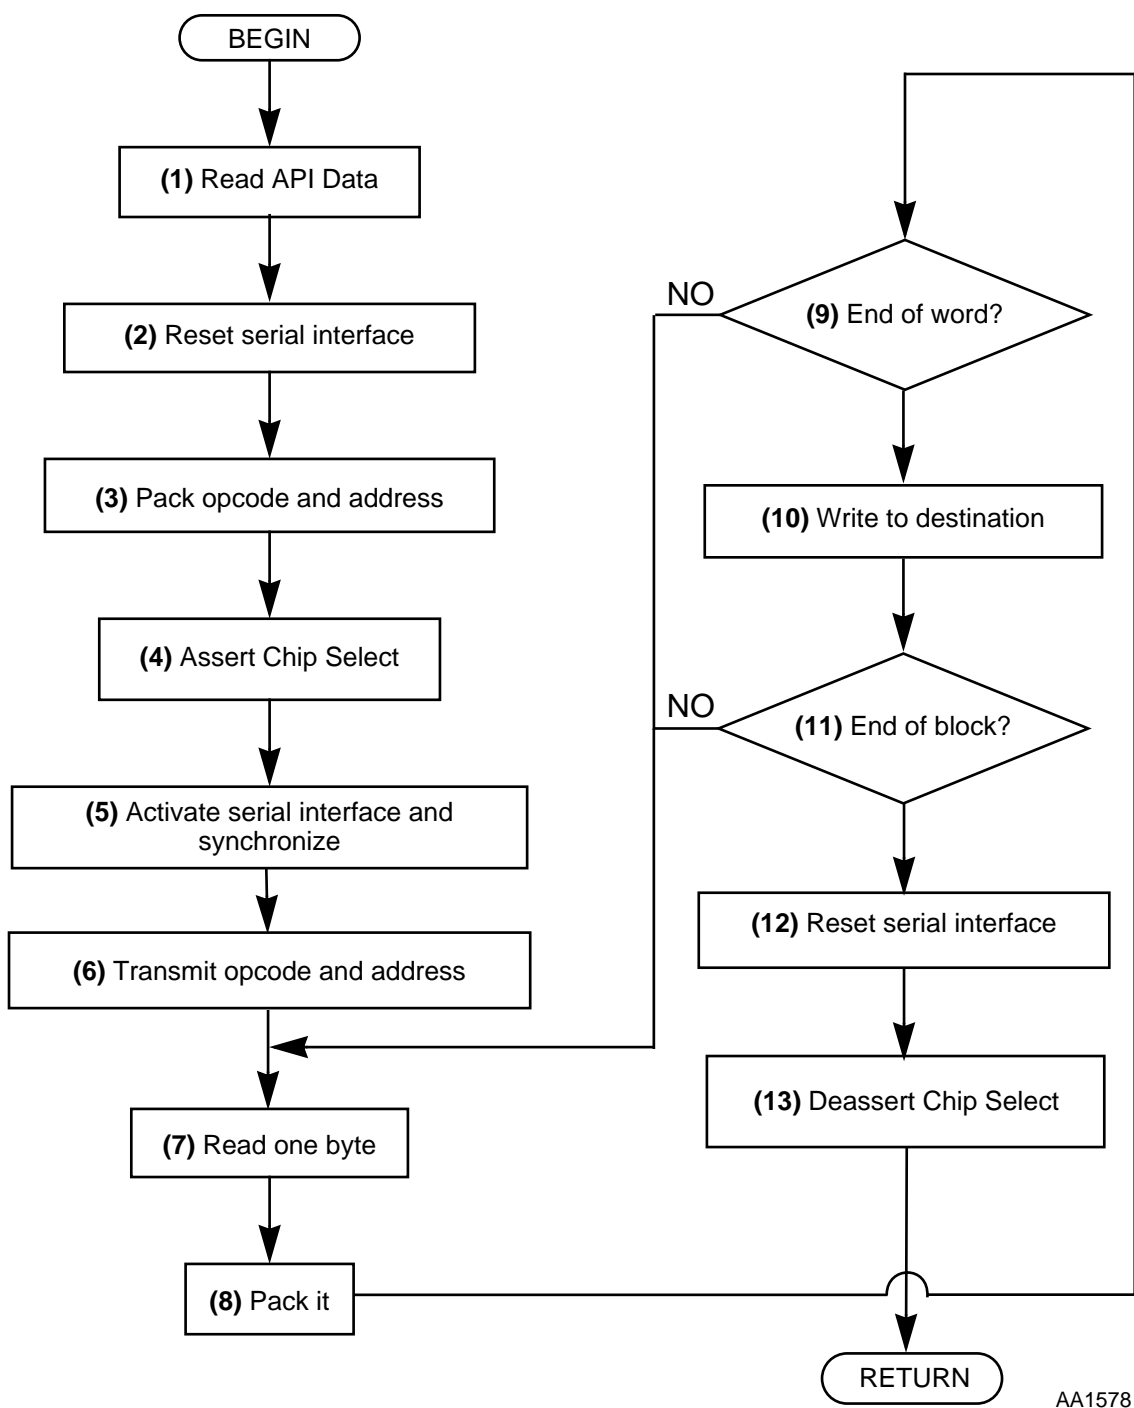 BEGIN
(1) Read API Data
(2) Reset serial interface
(3) Pack opcode and address
(4) Assert Chip Select
(5) Activate serial interface and
synchronize
(6) Transmit opcode and address
(7) Read one byte
(8) Pack it
NO
(9) End of word?
(10) Write to destination
NO
(11) End of block?
(12) Reset serial interface
(13) Deassert Chip Select
RETURN
AA1578